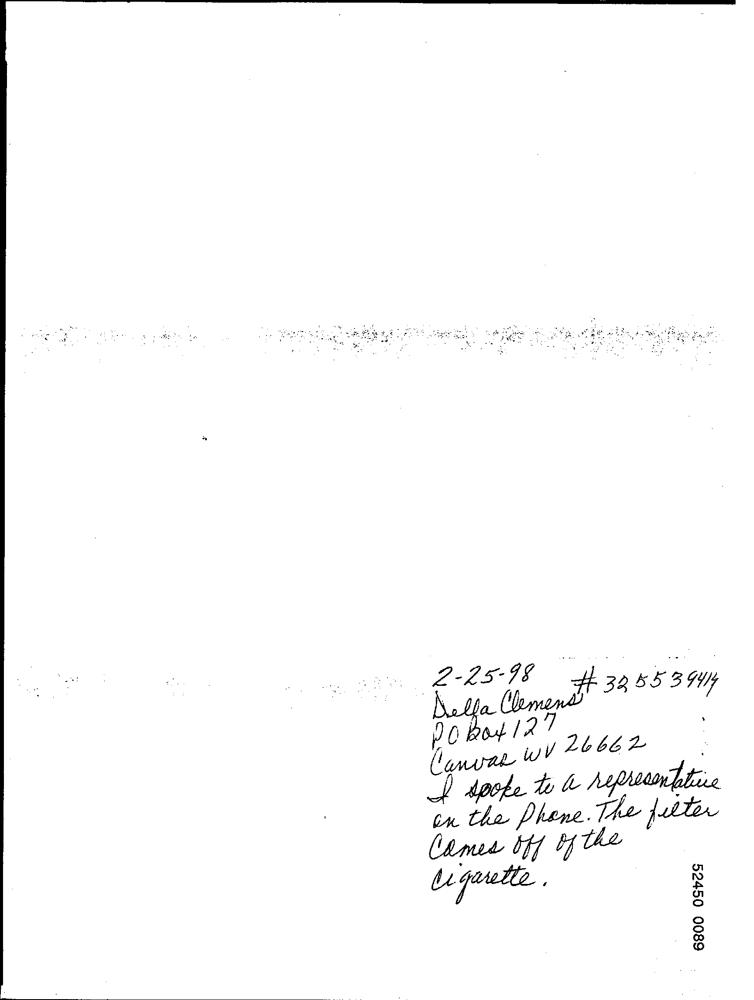 2-25-98 # 325539414
Della Clemens
PO Box 127
Canvas WV 26662
I spoke to a representative
on the Phone. The filter
Comes off of the
Cigarette.
52450 0089